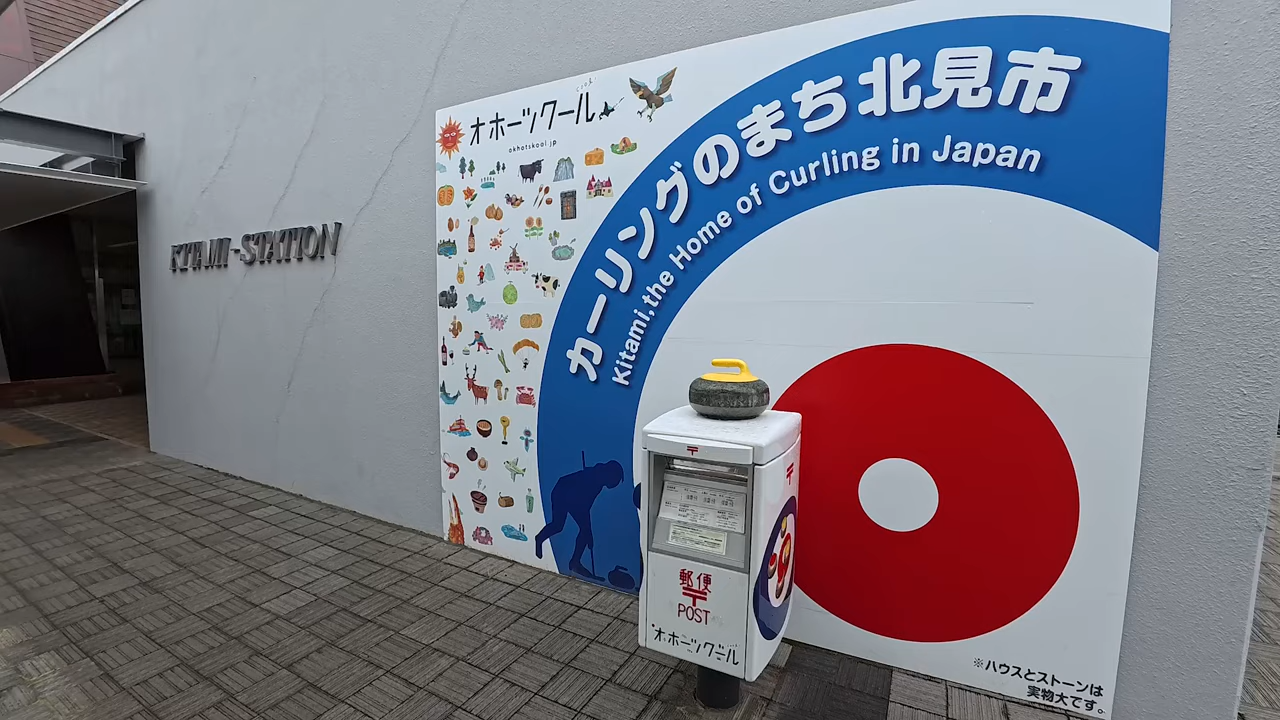 KITAMI-STATION
オホーツクール
okhotskool.jp
カーリングのまち北見市
Kitami,the Home of Curling in Japan
郵便
〒
POST
オホーツクール
※ハウスとストーンは
実物大です。